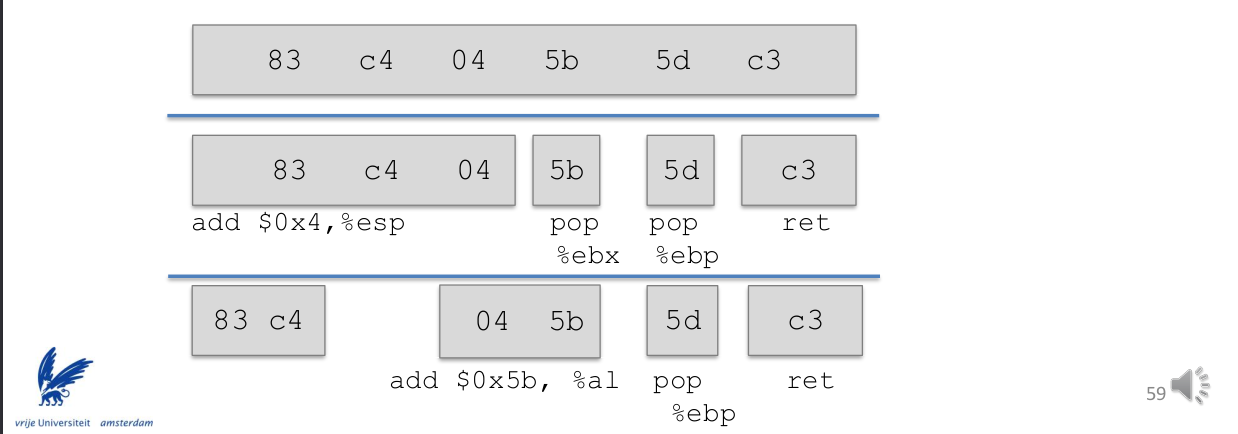 83 c4 04 5b 5d c3
83 c4 04 5b 5d c3
add $0x4,%esp pop pop ret
%ebx %ebp
83 c4 04 5b 5d c3
add $0x5b, %al pop ret
%ebp
59
vrije Universiteit amsterdam